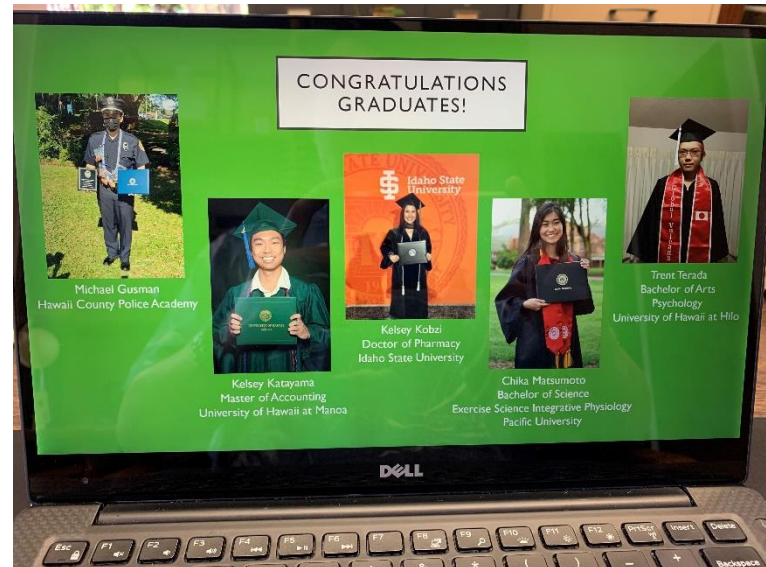 CONGRATULATIONS
GRADUATES!
Michael Gusman
Hawaii County Police Academy
Kelsey Katayama
Master of Accounting
University of Hawaii at Manoa
Idaho State
University
Kelsey Kobzi
Doctor of Pharmacy
Idaho State University
Chika Matsumoto
Bachelor of Science
Exercise Science Integrative Physiology
Pacific University
Trent Terada
Bachelor of Arts
Psychology
University of Hawaii at Hilo
DELL
Esc F1 F2 F3 F4 F5 F6 F7 F8 F9 F10 F11 F12 PrtScr Insert Delete
Backspace